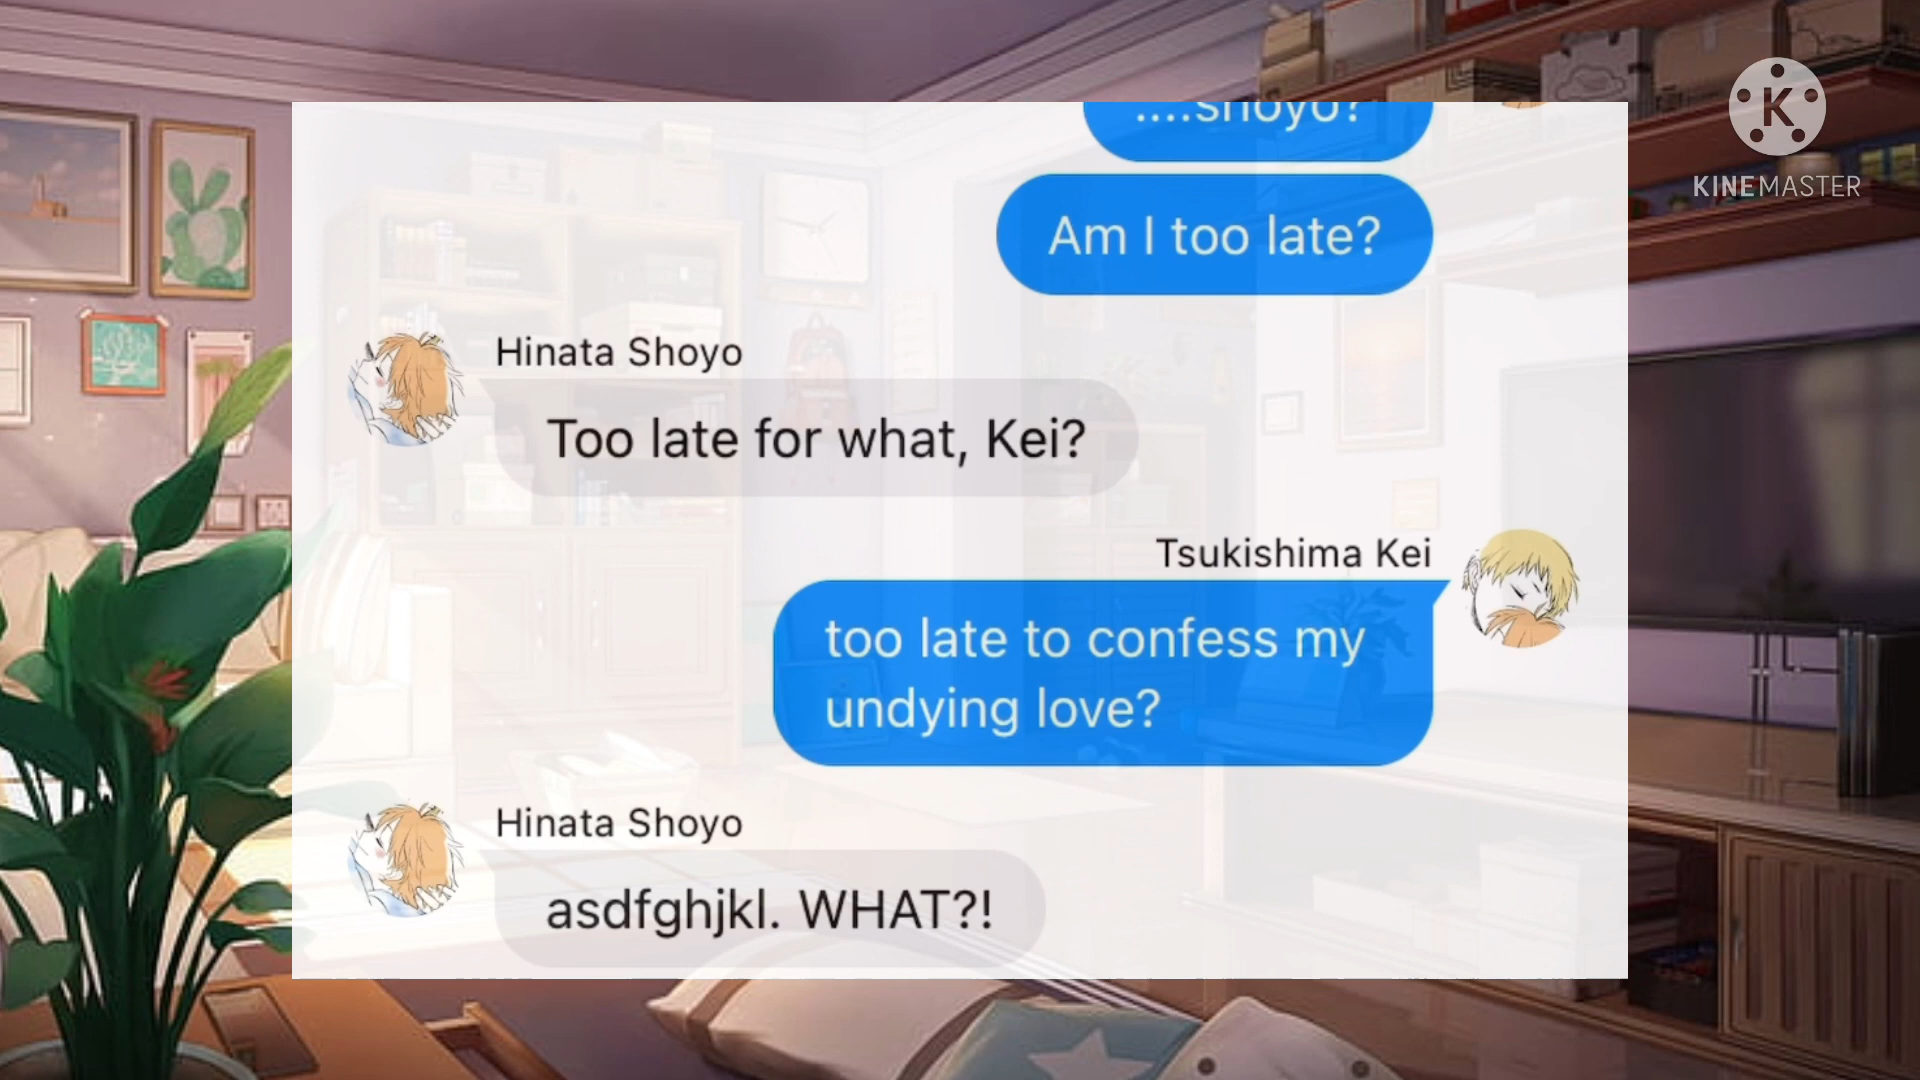 ....shoyo?
Am I too late?
Hinata Shoyo
Too late for what, Kei?
Tsukishima Kei
too late to confess my
undying love?
Hinata Shoyo
asdfghjkl. WHAT?!
K
KINEMASTER